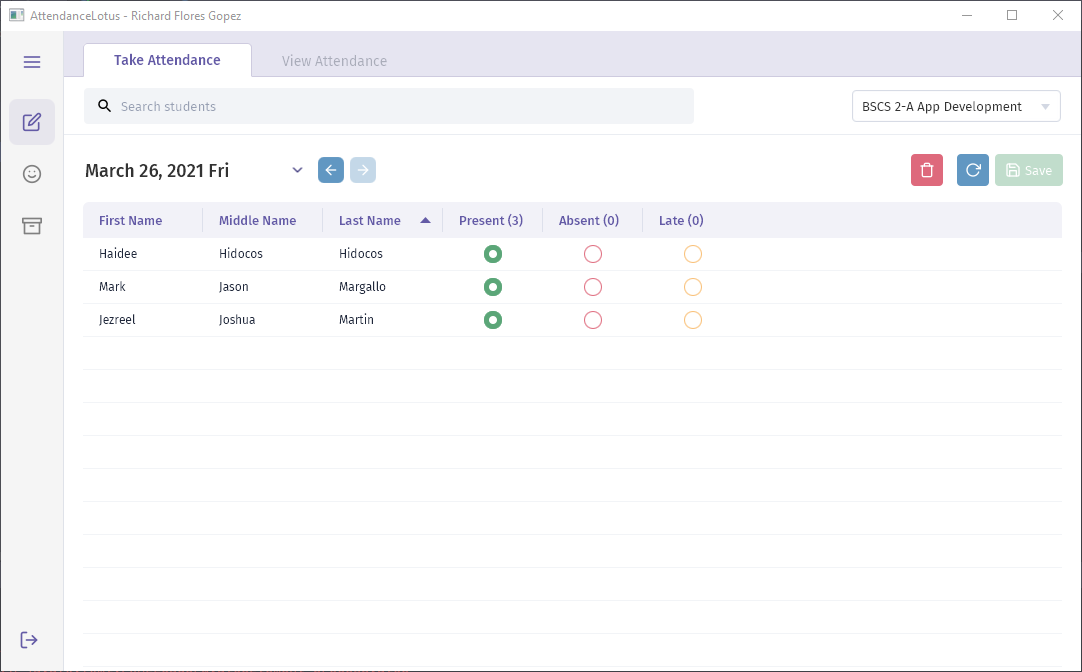 AttendanceLotus - Richard Flores Gopez
Take Attendance View Attendance
Search students BSCS 2-A App Development
March 26, 2021 Fri Save
First Name Middle Name Last Name Present (3) Absent (0) Late (0)
Haidee Hidocos Hidocos
Mark Jason Margallo
Jezreel Joshua Martin